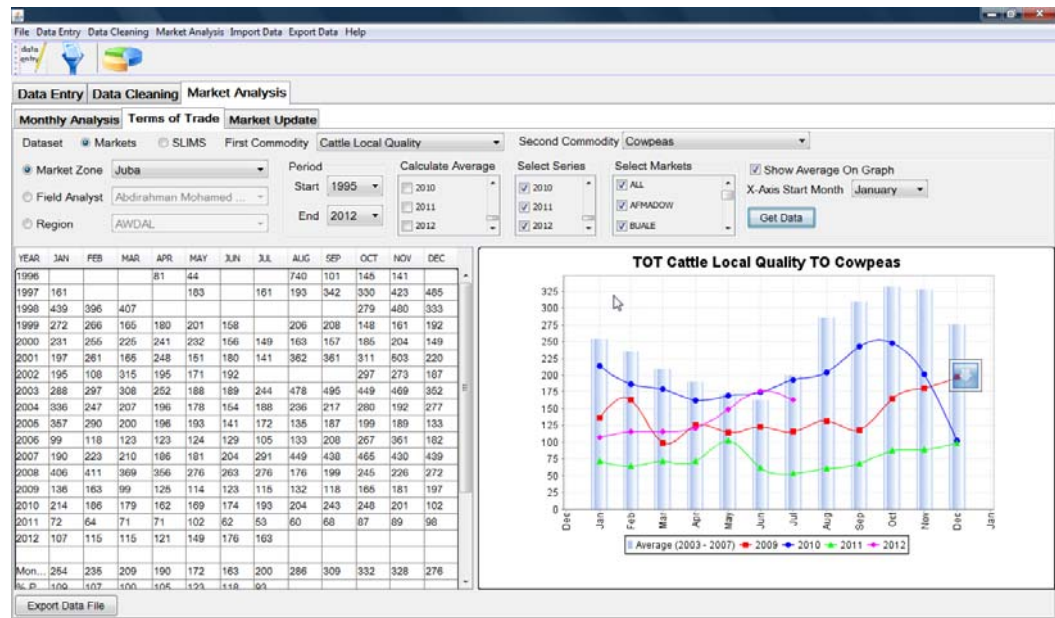 File Data Entry Data Cleaning Market Analysis Import Data Export Data Help
data
entry
Data Entry Data Cleaning Market Analysis
Monthly Analysis Terms of Trade Market Update
Dataset Markets SLIMS First Commodity Cattle Local Quality Second Commodity Cowpeas
Market Zone Juba Period Calculate Average Select Series Select Markets Show Average On Graph
Start 1995 2010 2010 ALL X-Axis Start Month January
Field Analyst Abdirahman Mohamed ... 2011 2011 AFMADOW
End 2012 Get Data
Region AWDAL 2012 2012 BUALE
YEAR JAN FEB MAR APR MAY JUN JUL AUG SEP OCT NOV DEC
1996 81 44 740 101 145 141
1997 161 183 161 193 342 330 423 485
1998 439 396 407 279 480 333
1999 272 266 165 180 201 158 206 208 148 161 192
2000 231 255 225 241 232 156 149 163 157 185 204 149
2001 197 261 165 248 151 180 141 362 361 311 503 220
2002 195 108 315 195 171 192 297 273 187
2003 288 297 308 252 188 189 244 478 495 449 469 352
2004 336 247 207 196 178 154 188 236 217 280 192 277
2005 357 290 200 196 193 141 172 135 187 199 189 133
2006 99 118 123 123 124 129 105 133 208 267 361 182
2007 190 223 210 186 181 204 291 449 438 465 430 439
2008 406 411 369 356 276 263 276 176 199 245 226 272
2009 136 163 99 125 114 123 115 132 118 165 181 197
2010 214 186 179 162 169 174 193 204 243 248 201 102
2011 72 64 71 71 102 62 53 60 68 87 89 98
2012 107 115 115 121 149 176 163
Mon... 254 235 209 190 172 163 200 286 309 332 328 276
% P... 109 107 100 105 123 118 93
TOT Cattle Local Quality TO Cowpeas
325
300
275
250
225
200
175
150
125
100
75
50
25
0
Dec Jan Feb Mar Apr May Jun Jul Aug Sep Oct Nov Dec Jan
Average (2003 - 2007) 2009 2010 2011 2012
Export Data File